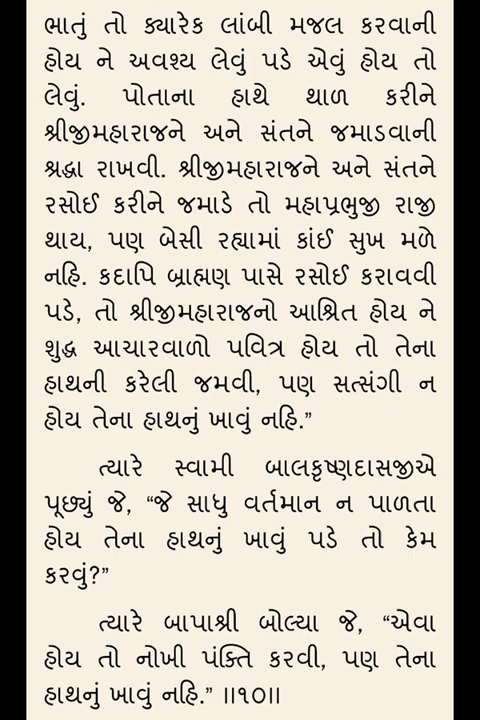 ભાતું તો ક્યારેક લાંબી મજલ કરવાની
હોય ને અવશ્ય લેવું પડે એવું હોય તો
લેવું. પોતાના હાથે થાળ કરીને
શ્રીજીમહારાજને અને સંતને જમાડવાની
શ્રદ્ધા રાખવી. શ્રીજીમહારાજને અને સંતને
રસોઈ કરીને જમાડે તો મહાપ્રભુજી રાજી
થાય, પણ બેસી રહ્યામાં કાંઈ સુખ મળે
નહિ. કદાપિ બ્રાહ્મણ પાસે રસોઈ કરાવવી
પડે, તો શ્રીજીમહારાજનો આશ્રિત હોય ને
શુદ્ધ આચારવાળો પવિત્ર હોય તો તેના
હાથની કરેલી જમવી, પણ સત્સંગી ન
હોય તેના હાથનું ખાવું નહિ.”
ત્યારે સ્વામી બાલકૃષ્ણદાસજીએ
પૂછ્યું જે, “જે સાધુ વર્તમાન ન પાળતા
હોય તેના હાથનું ખાવું પડે તો કેમ
કરવું?”
ત્યારે બાપાશ્રી બોલ્યા જે, “એવા
હોય તો નોખી પંક્તિ કરવી, પણ તેના
હાથનું ખાવું નહિ.” ।।૧૦।।